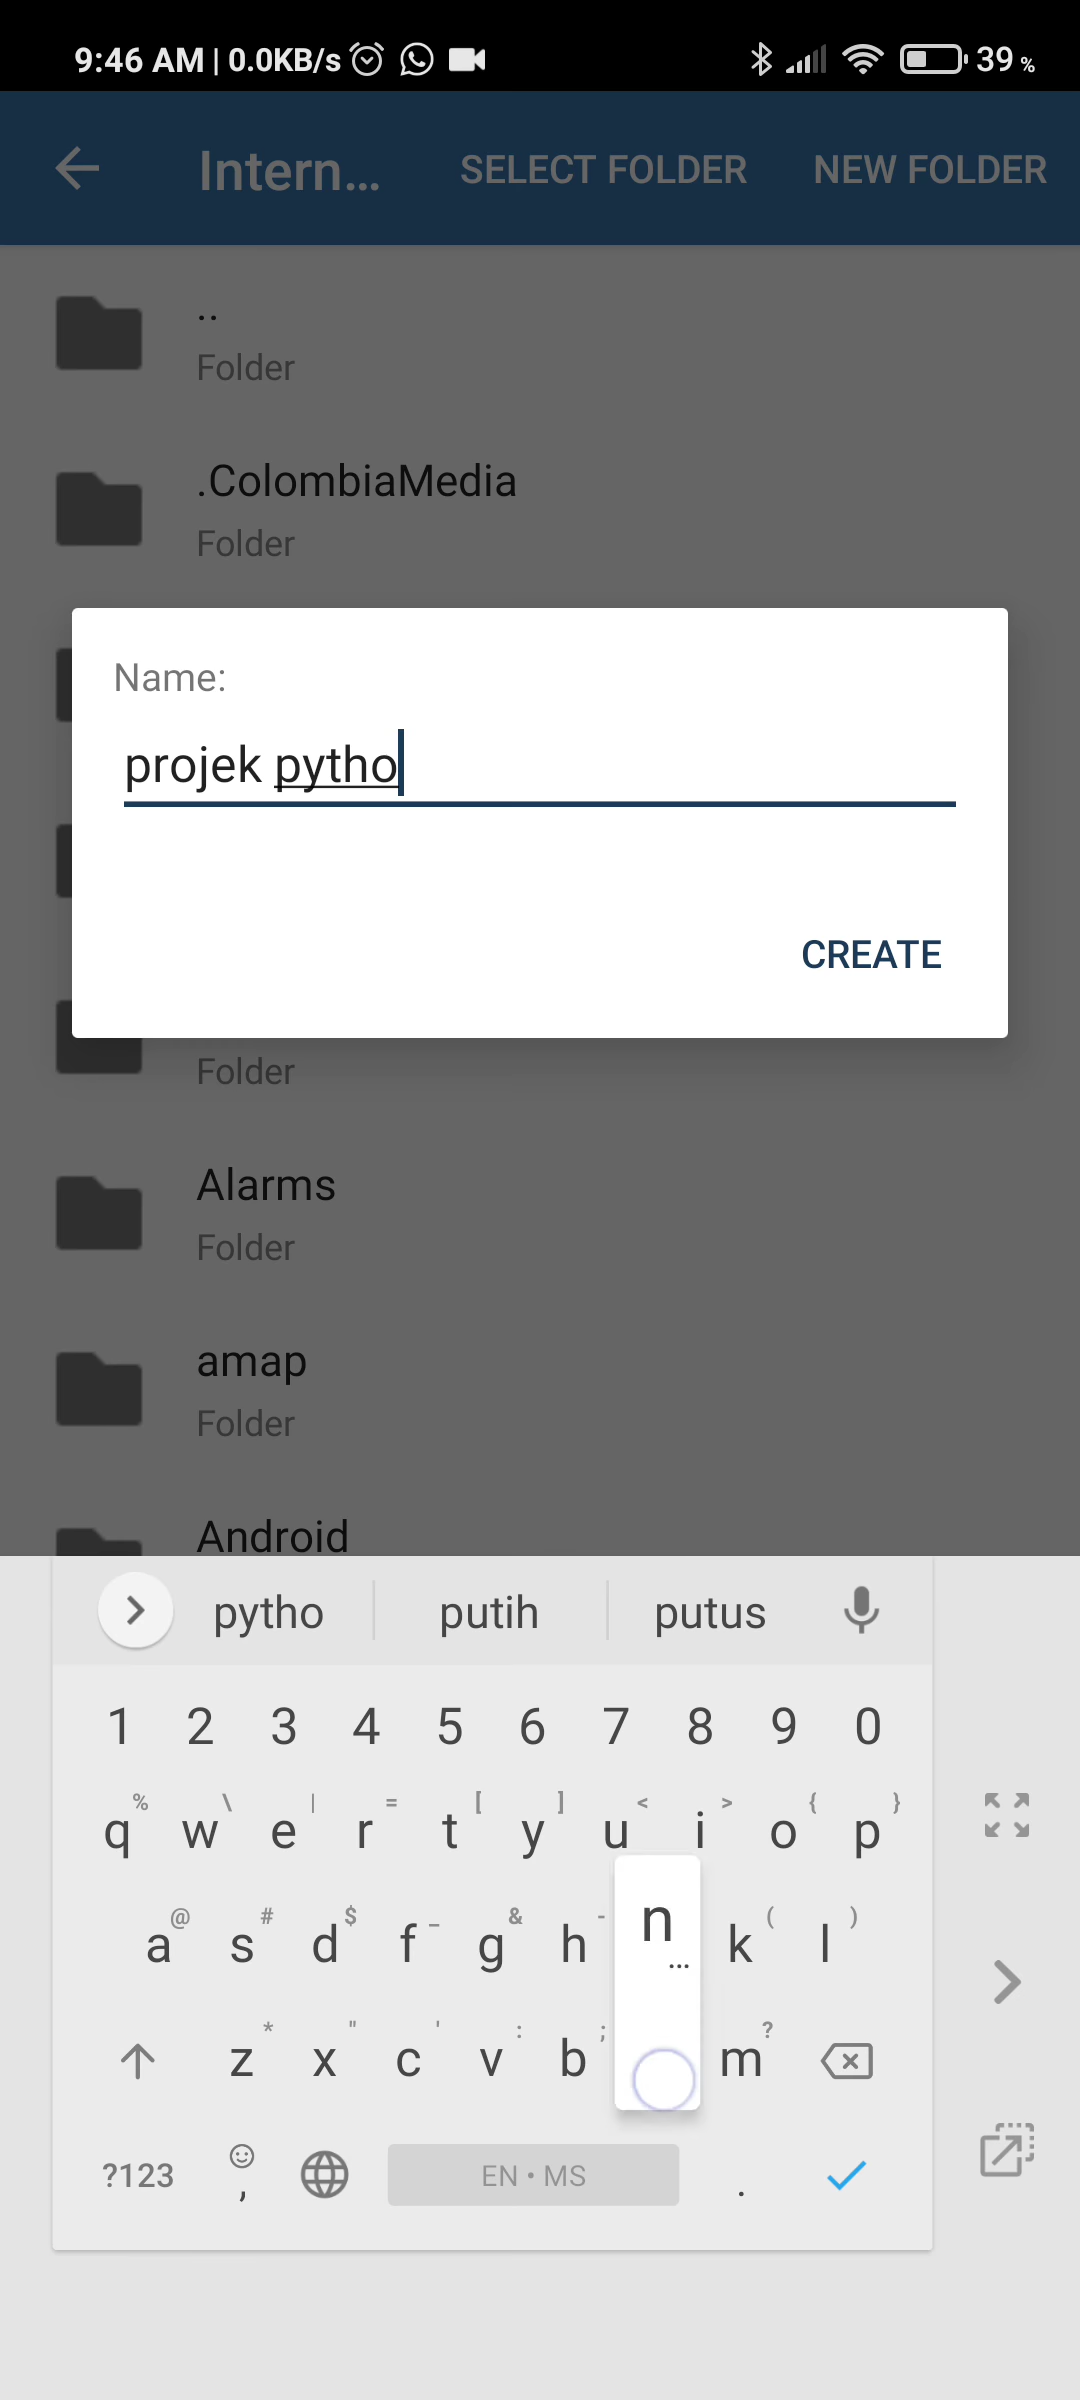 9:46 AM | 0.0KB/s 39 %
Intern... SELECT FOLDER NEW FOLDER
..
Folder
.ColombiaMedia
Folder
Name:
projek pytho
CREATE
Folder
Alarms
Folder
amap
Folder
Android
pytho putih putus
1 2 3 4 5 6 7 8 9 0
% \ | = [ ] < > { }
q w e r t y u i o p
@ # $ _ & - ( )
a s d f g h n k l
...
* " ' : ; ?
z x c v b m
?123 , EN • MS .